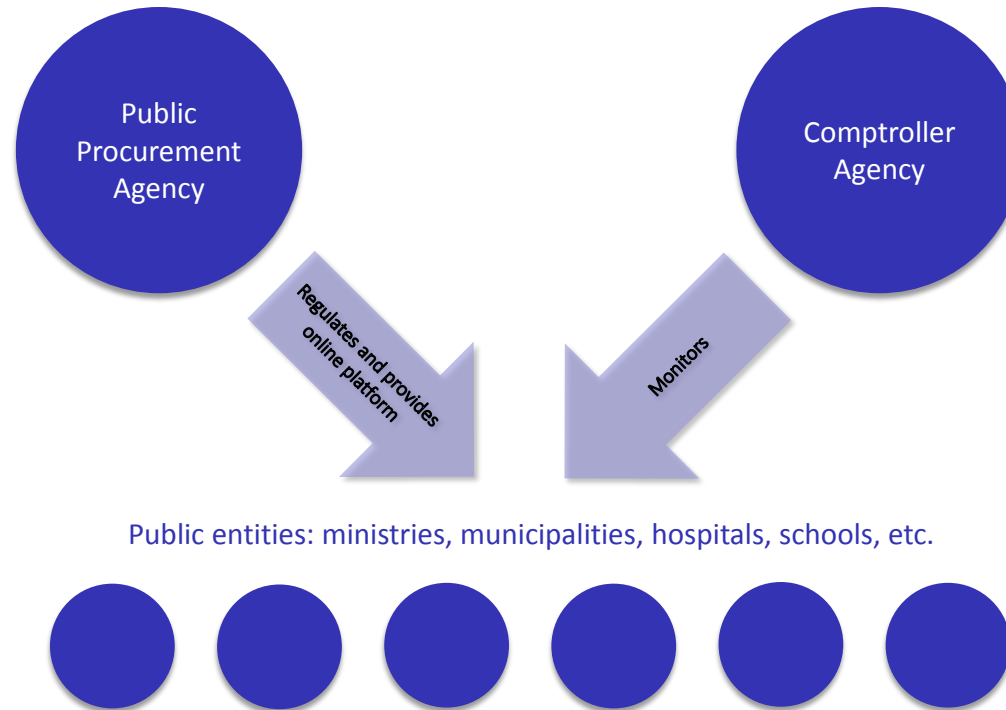 Public
Procurement
Agency
Comptroller
Agency
Regulates and provides
online platform
Monitors
Public entities: ministries, municipalities, hospitals, schools, etc.